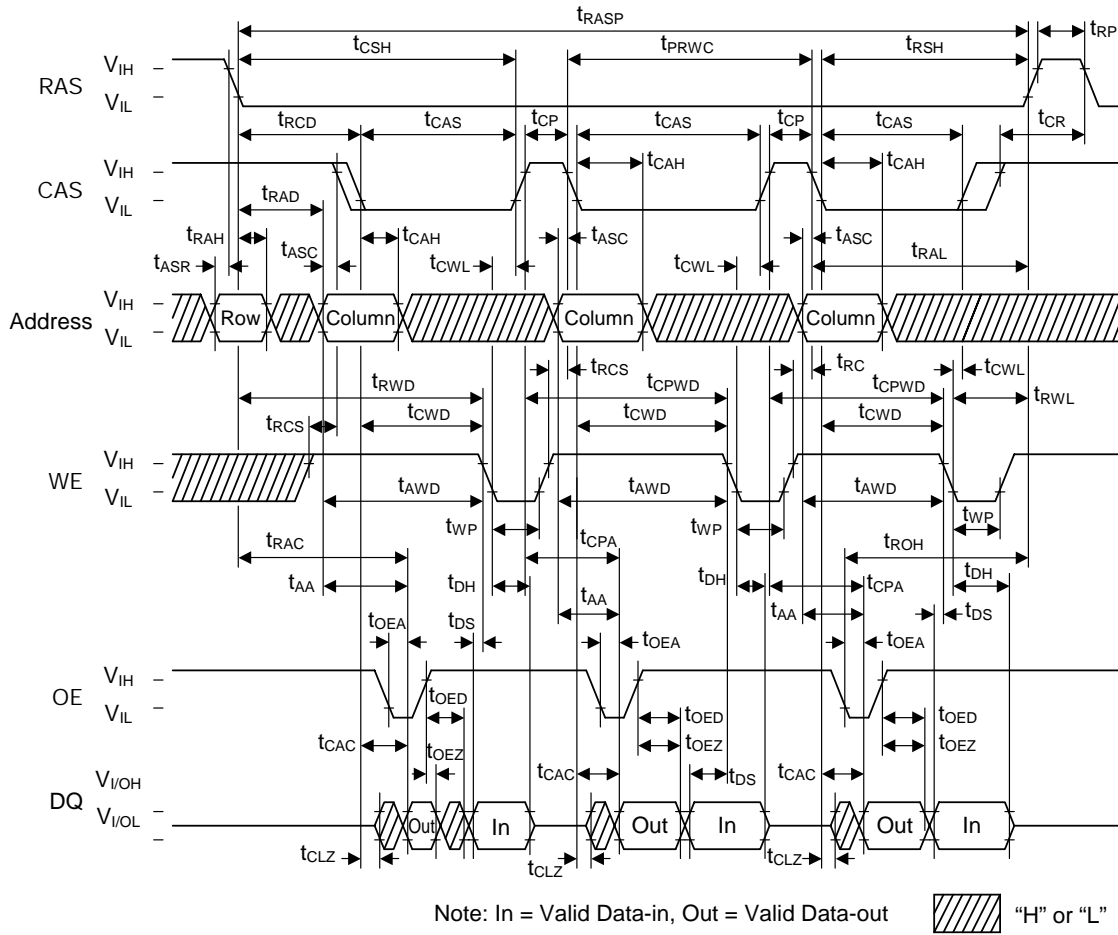 tRASP
tRP
tCSH
tPRWC
tRSH
VIH
RAS
VIL
tRCD
tCAS
tCP
tCAS
tCP
tCAS
tCR
VIH
CAS
VIL
tCAH
tCAH
tRAD
tRAH
tASC
tCAH
tASC
tASC
tASR
tCWL
tCWL
tRAL
VIH
Address
VIL
Row
Column
Column
Column
tRWD
tRCS
tCPWD
tRC
tCPWD
tCWL
tRWL
tRCS
tCWD
tCWD
tCWD
VIH
WE
VIL
tAWD
tAWD
tAWD
tWP
tWP
tWP
tRAC
tCPA
tROH
tAA
tDH
tDH
tCPA
tDH
tAA
tAA
tOEA
tDS
tOEA
tOEA
tDS
VIH
OE
VIL
tOED
tOED
tOED
tCAC
tOEZ
tOEZ
tOEZ
VI/OH
tCAC
tDS
tCAC
DQ
VI/OL
Out
In
Out
In
Out
In
tCLZ
tCLZ
tCLZ
Note: In = Valid Data-in, Out = Valid Data-out
“H” or “L”